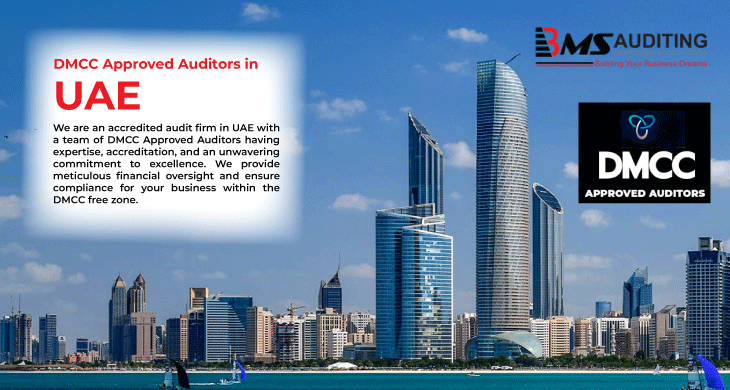 DMCC Approved Auditors in
UAE
We are an accredited audit firm in UAE with
a team of DMCC Approved Auditors having
expertise, accreditation, and an unwavering
commitment to excellence. We provide
meticulous financial oversight and ensure
compliance for your business within the
DMCC free zone.
BMS AUDITING
Building Your Business Dreams
DMCC
APPROVED AUDITORS